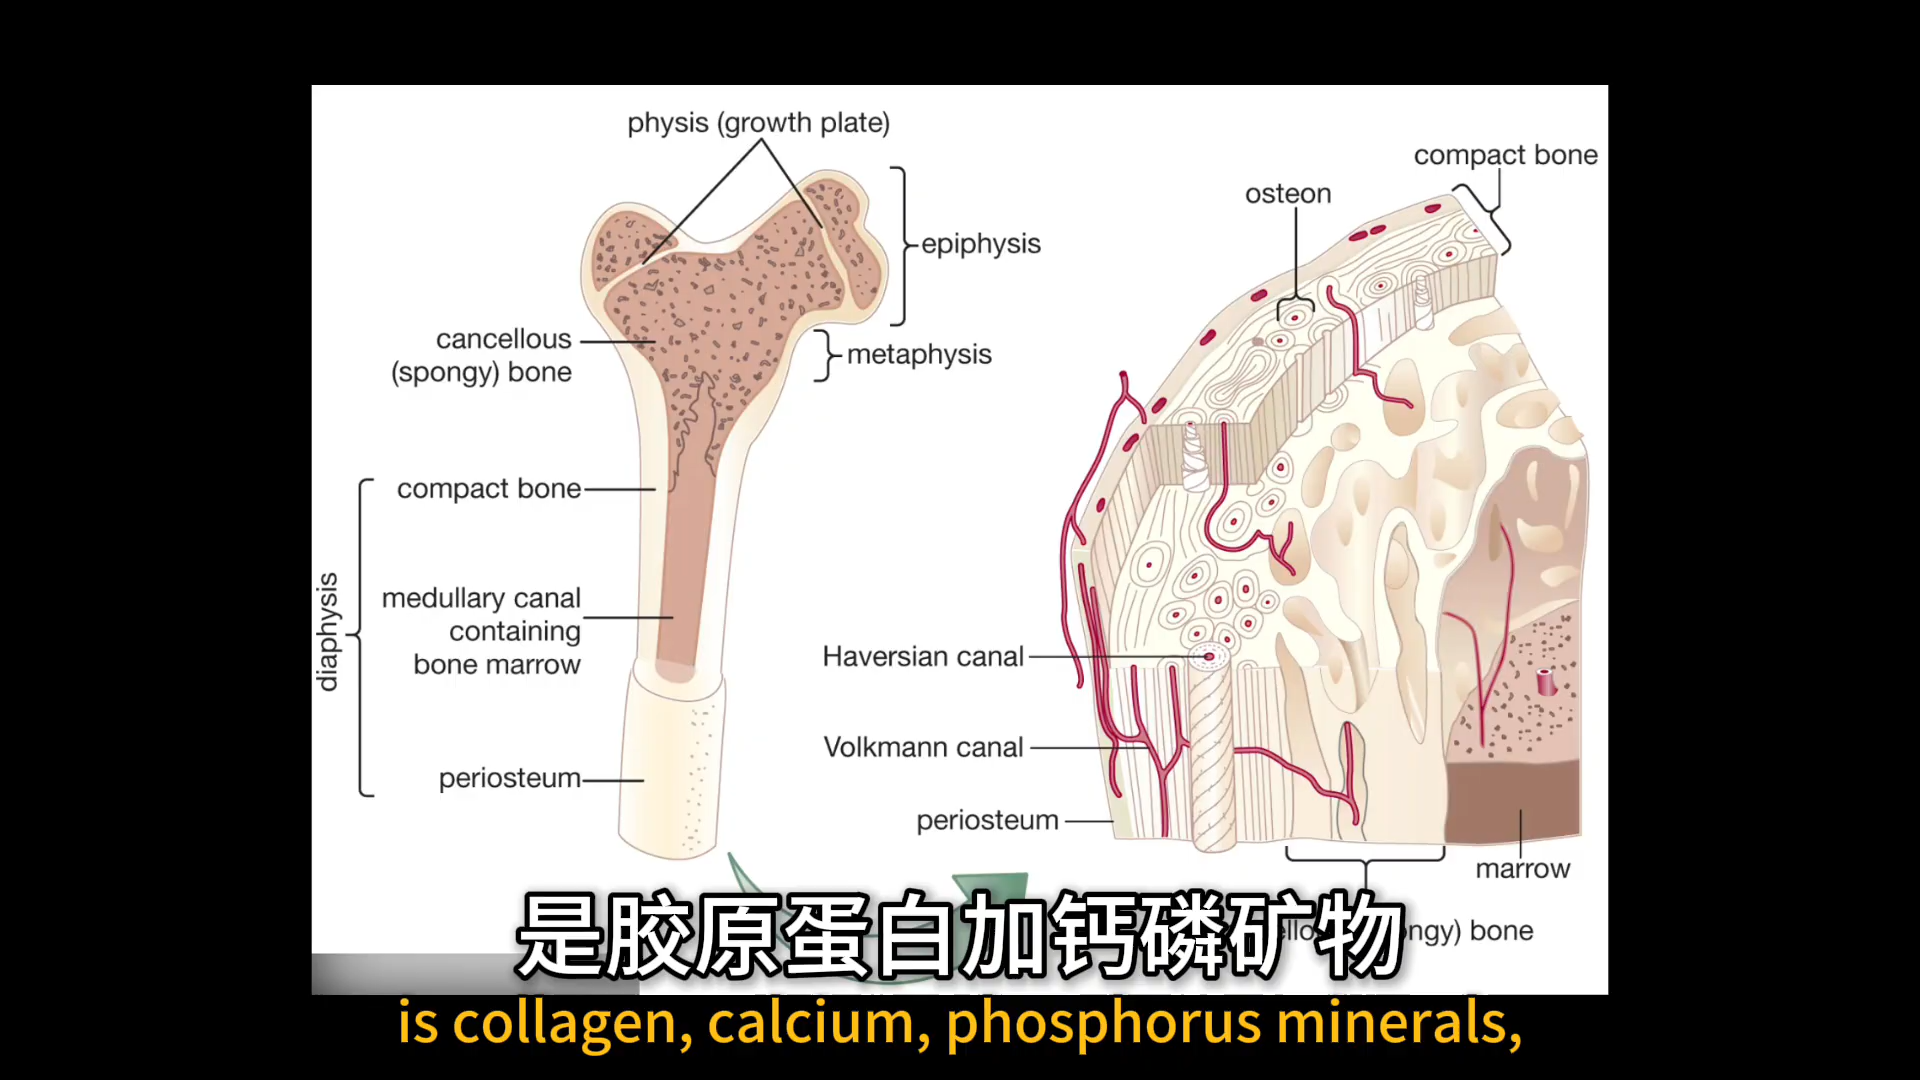 physis (growth plate)
epiphysis
metaphysis
cancellous
(spongy) bone
compact bone
medullary canal
containing
bone marrow
diaphysis
periosteum
compact bone
osteon
Haversian canal
Volkmann canal
periosteum
marrow
bone
是胶原蛋白加钙磷矿物
is collagen, calcium, phosphorus minerals,